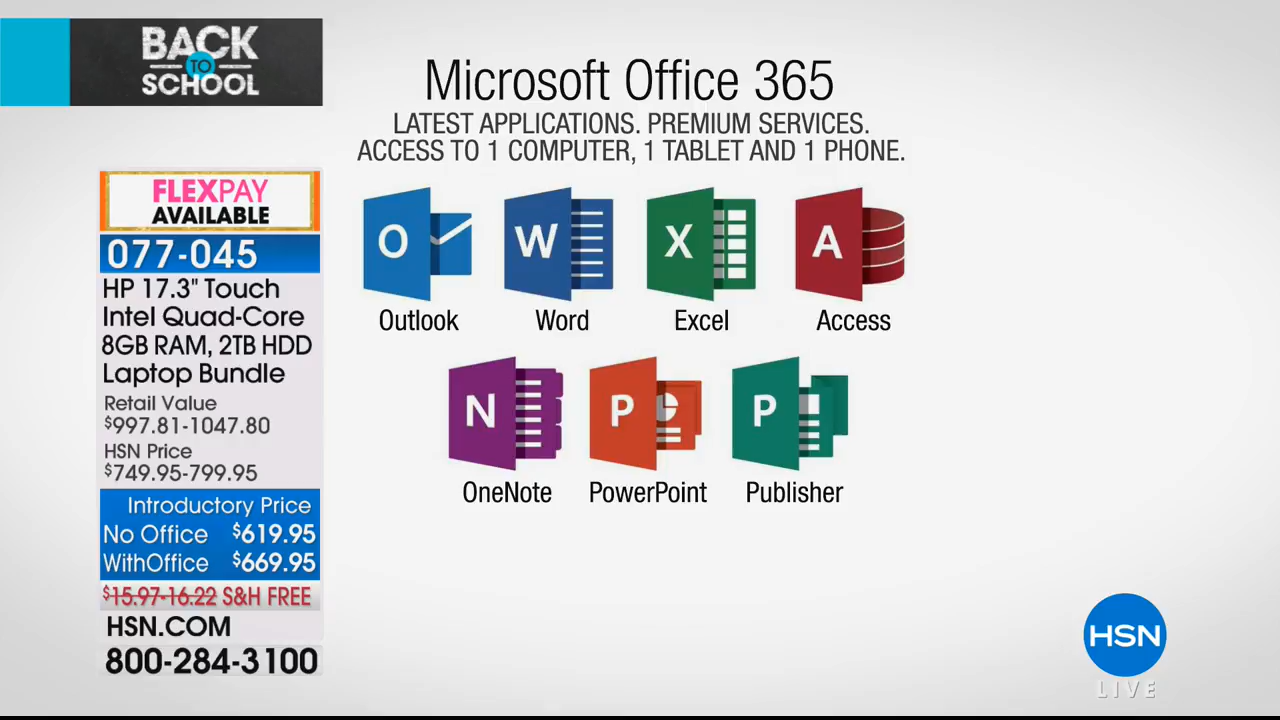 BACK
TO
SCHOOL
Microsoft Office 365
LATEST APPLICATIONS. PREMIUM SERVICES.
ACCESS TO 1 COMPUTER, 1 TABLET AND 1 PHONE.
FLEXPAY
AVAILABLE
077-045
HP 17.3" Touch
Intel Quad-Core
8GB RAM, 2TB HDD
Laptop Bundle
Retail Value
$997.81-1047.80
HSN Price
$749.95-799.95
Introductory Price
No Office $619.95
WithOffice $669.95
$15.97-16.22 S&H FREE
HSN.COM
800-284-3100
O W X A
Outlook Word Excel Access
N P P
OneNote PowerPoint Publisher
HSN
LIVE